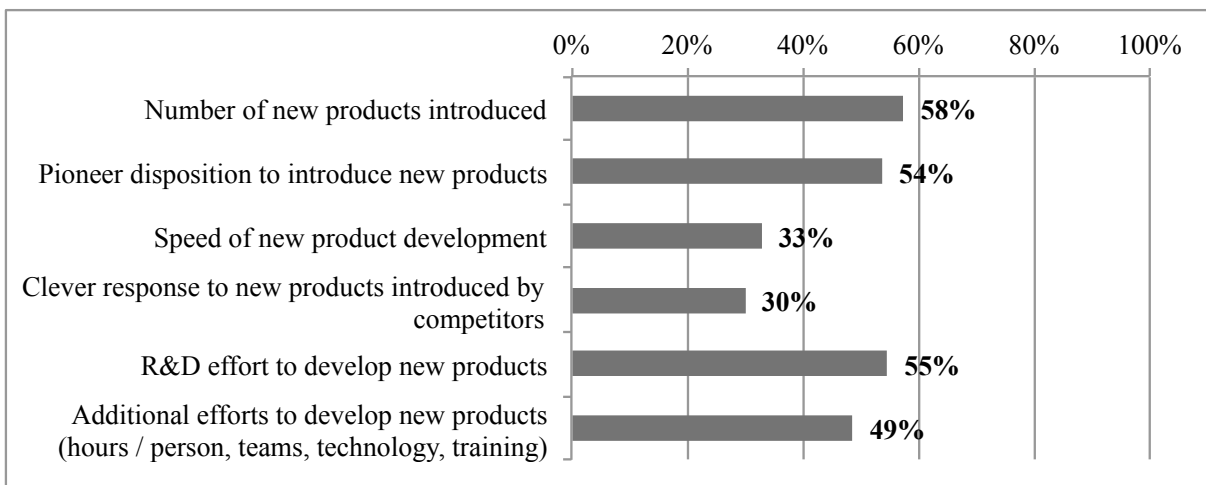 0% 20% 40% 60% 80% 100%
Number of new products introduced 58%
Pioneer disposition to introduce new products 54%
Speed of new product development 33%
Clever response to new products introduced by
competitors 30%
R&D effort to develop new products 55%
Additional efforts to develop new products
(hours / person, teams, technology, training) 49%